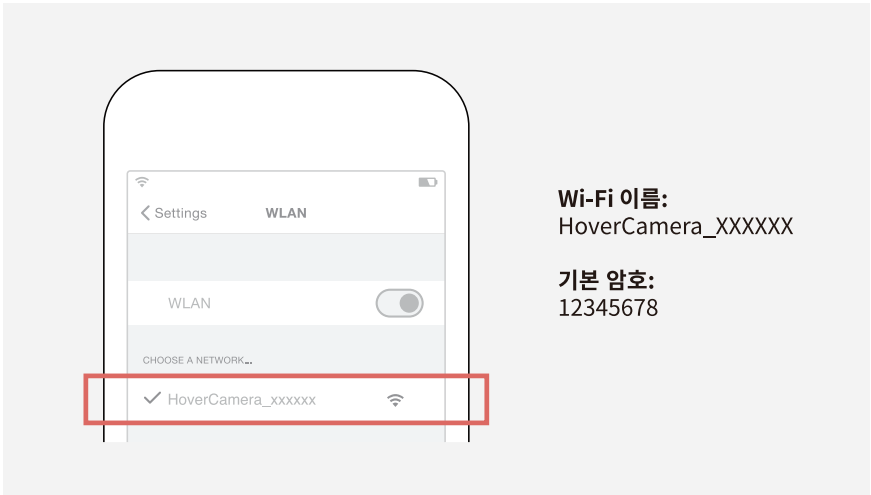 Settings
WLAN
WLAN
CHOOSE A NETWORK...
HoverCamera_xxxxxx
Wi-Fi 이름:
HoverCamera_XXXXXX
기본 암호:
12345678